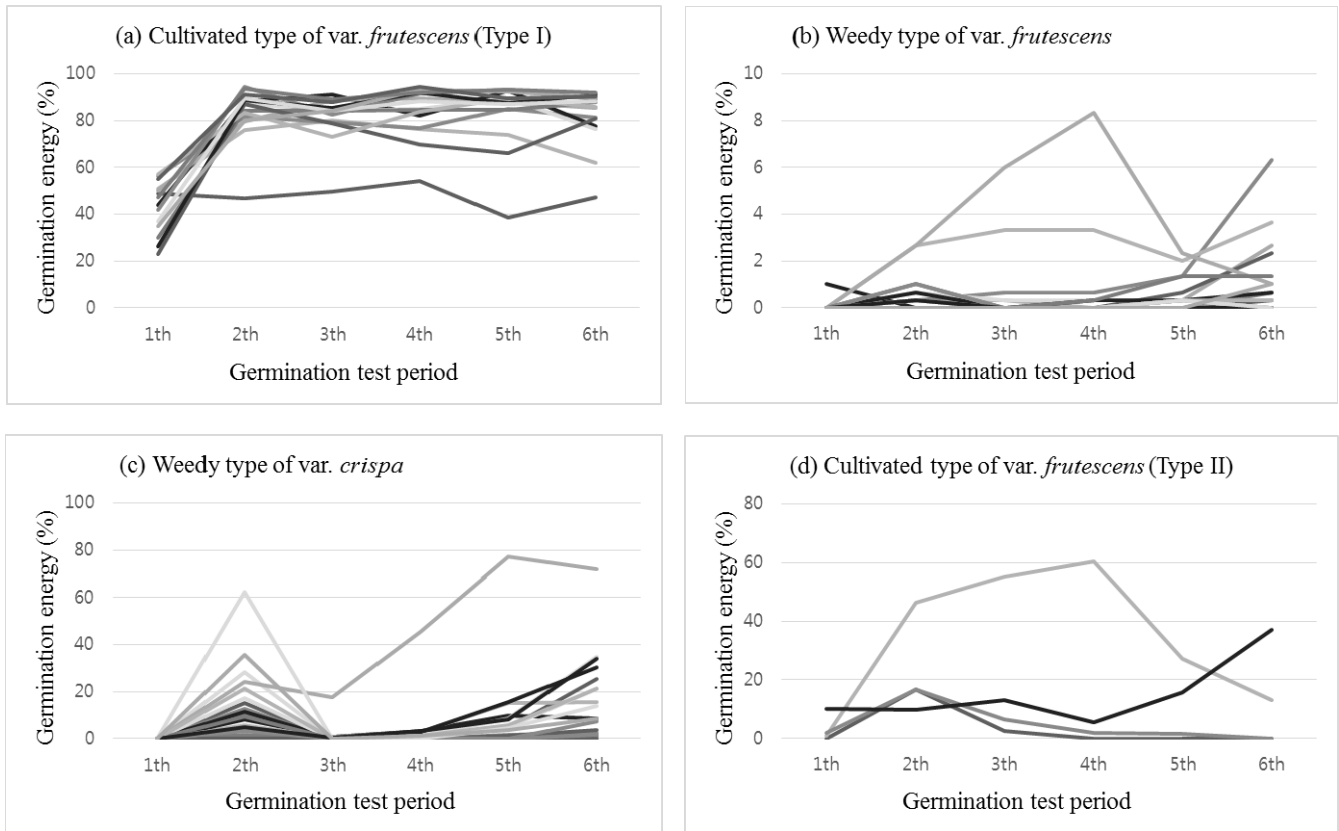 (a) Cultivated type of var. frutescens (Type I)
Germination energy (%)
100
80
60
40
20
0
1th 2th 3th 4th 5th 6th
Germination test period
(b) Weedy type of var. frutescens
Germination energy (%)
10
8
6
4
2
0
1th 2th 3th 4th 5th 6th
Germination test period
(c) Weedy type of var. crispa
Germination energy (%)
100
80
60
40
20
0
1th 2th 3th 4th 5th 6th
Germination test period
(d) Cultivated type of var. frutescens (Type II)
Germination energy (%)
80
60
40
20
0
1th 2th 3th 4th 5th 6th
Germination test period